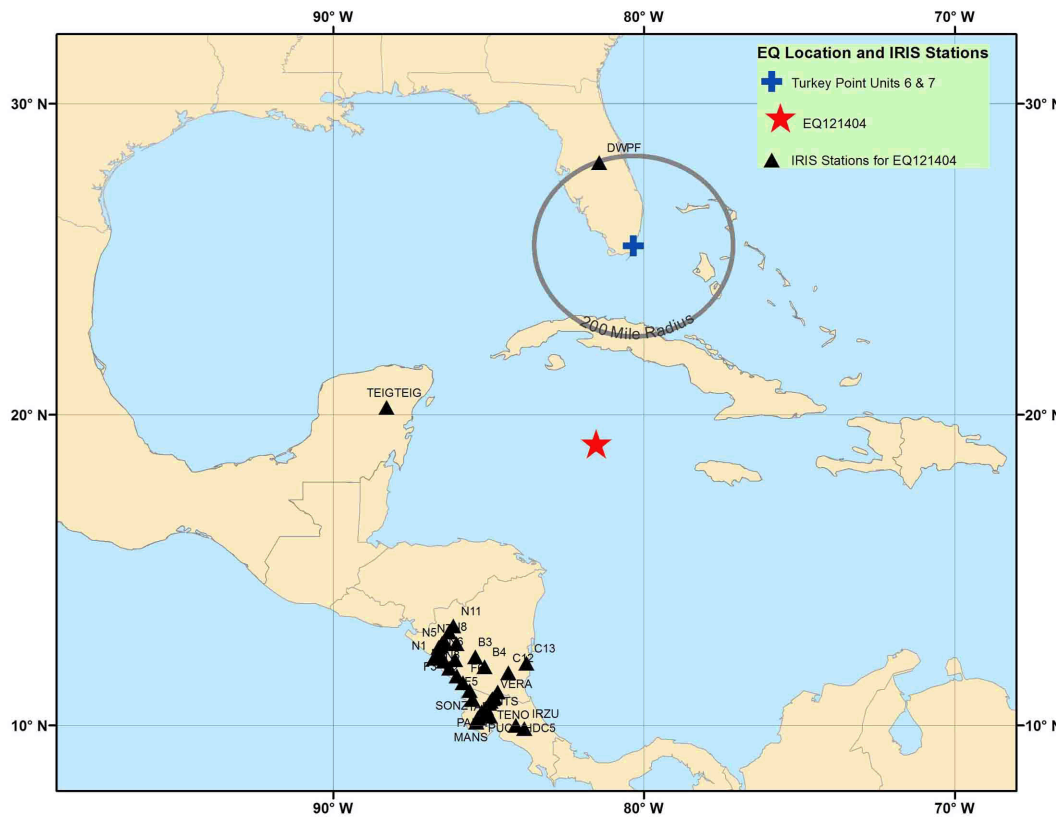 90° W
80° W
70° W
EQ Location and IRIS Stations
Turkey Point Units 6 & 7
EQ121404
IRIS Stations for EQ121404
30° N
30° N
DWPF
200 Mile Radius
TEIGTEIG
20° N
20° N
N11
N5
N8
N1
B3
B4
C12
C13
VERA
SONZ
TENO
IRZU
MANS
HDC5
10° N
10° N
90° W
80° W
70° W